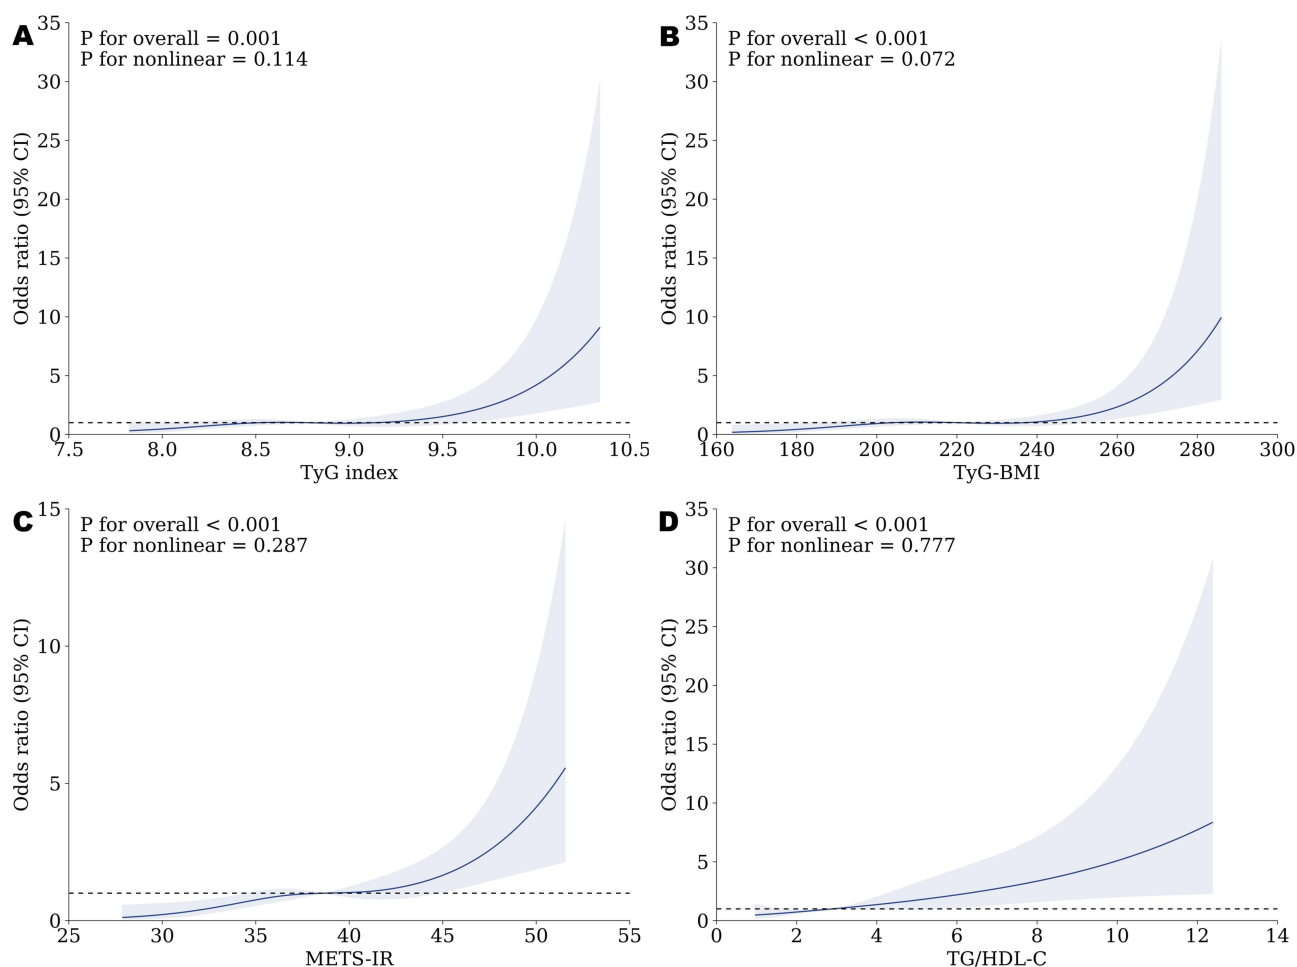 A
P for overall = 0.001
P for nonlinear = 0.114
Odds ratio (95% CI)
35
30
25
20
15
10
5
0
7.5 8.0 8.5 9.0 9.5 10.0 10.5
TyG index
B
P for overall < 0.001
P for nonlinear = 0.072
Odds ratio (95% CI)
35
30
25
20
15
10
5
0
160 180 200 220 240 260 280 300
TyG-BMI
C
P for overall < 0.001
P for nonlinear = 0.287
Odds ratio (95% CI)
15
10
5
0
25 30 35 40 45 50 55
METS-IR
D
P for overall < 0.001
P for nonlinear = 0.777
Odds ratio (95% CI)
35
30
25
20
15
10
5
0
0 2 4 6 8 10 12 14
TG/HDL-C